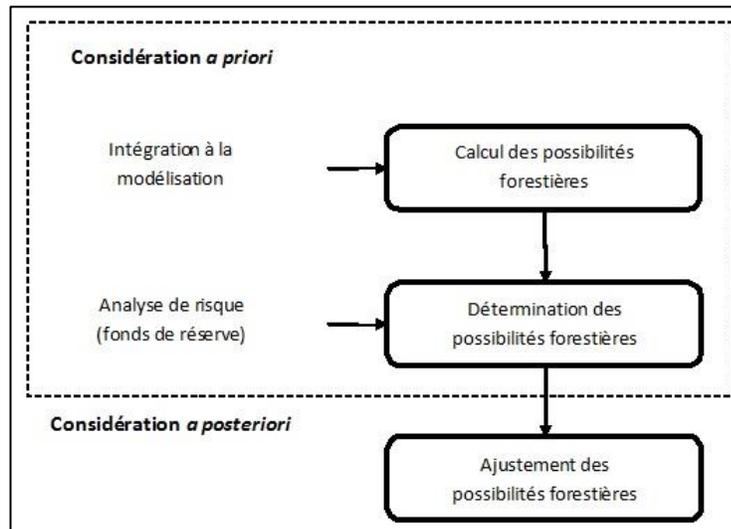 Considération a priori
Intégration à la
modélisation
Calcul des possibilités
forestières
Analyse de risque
(fonds de réserve)
Détermination des
possibilités forestières
Considération a posteriori
Ajustement des
possibilités forestières